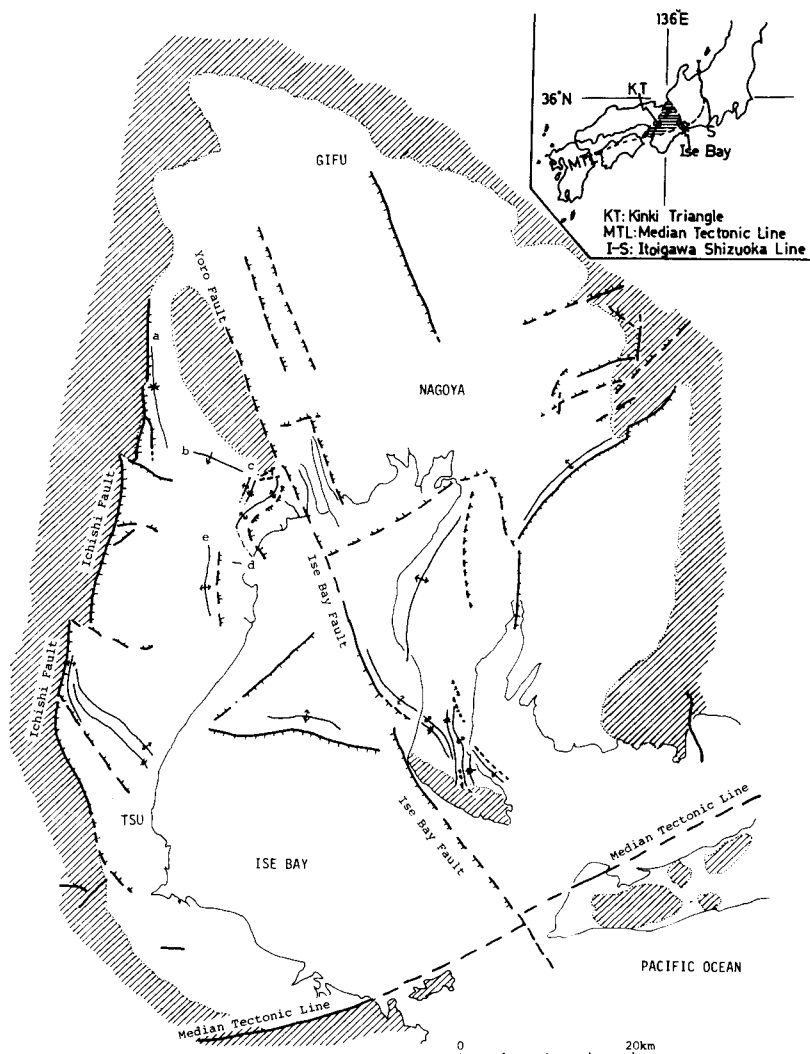 136°E
KT
36°N
I
S
MTL
Ise Bay
KT: Kinki Triangle
MTL:Median Tectonic Line
I-S: Itoigawa Shizuoka Line
GIFU
Yoro Fault
a
NAGOYA
b
c
Ichishi Fault
e
d
Ise Bay Fault
Ichishi Fault
TSU
ISE BAY
Ise Bay Fault
Median Tectonic Line
PACIFIC OCEAN
Median Tectonic Line
0 20km